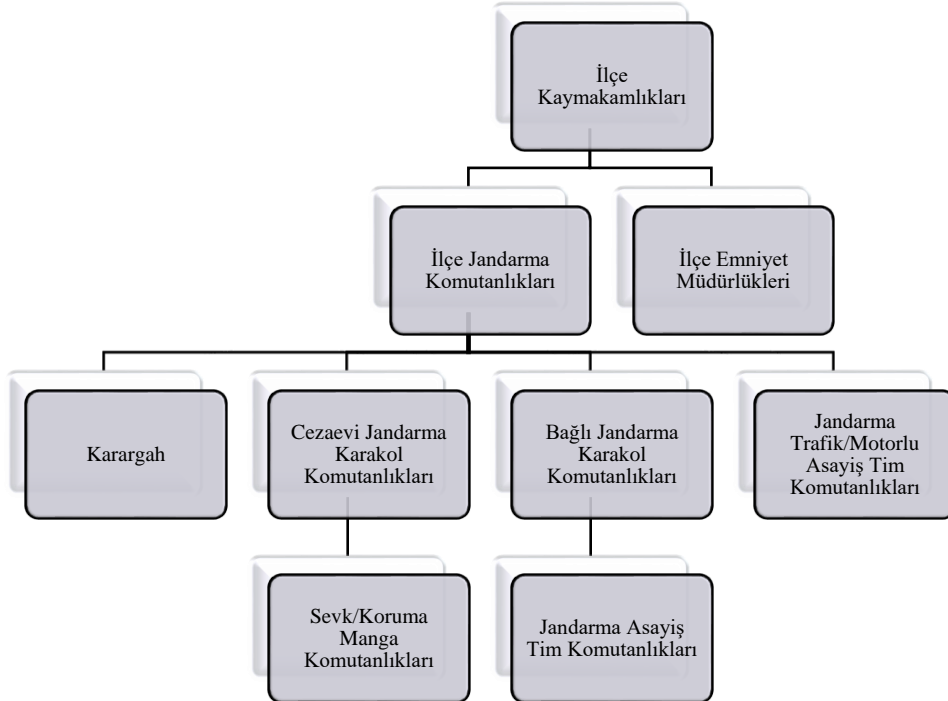 İlçe
Kaymakamlıkları
İlçe Jandarma
Komutanlıkları
İlçe Emniyet
Müdürlükleri
Karargah
Cezaevi Jandarma
Karakol
Komutanlıkları
Bağlı Jandarma
Karakol
Komutanlıkları
Jandarma
Trafik/Motorlu
Asayiş Tim
Komutanlıkları
Sevk/Koruma
Manga
Komutanlıkları
Jandarma Asayiş
Tim Komutanlıkları